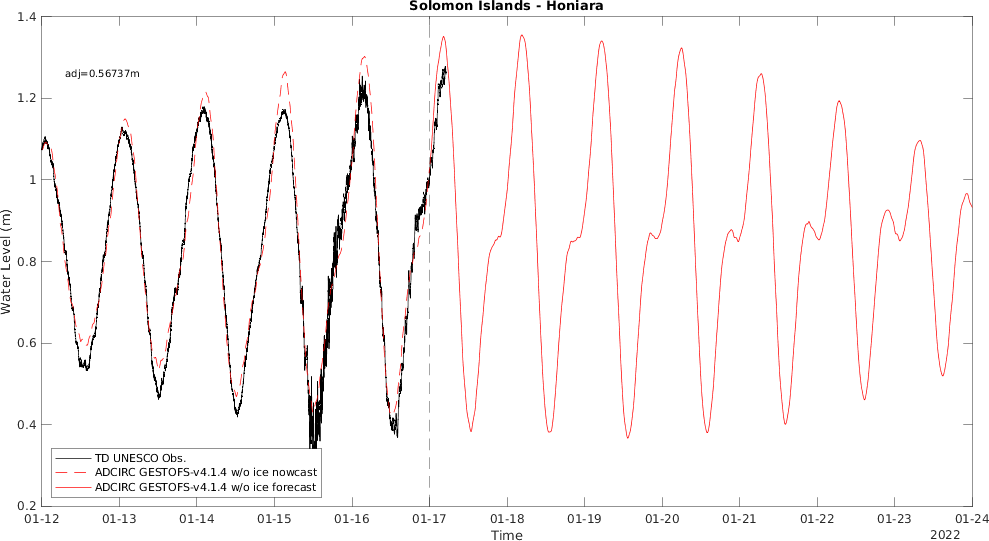 Solomon Islands - Honiara
1.4
adj=0.56737m
1.2
1
0.8
0.6
0.4
0.2
Water Level (m)
TD UNESCO Obs.
ADCIRC GESTOFS-v4.1.4 w/o ice nowcast
ADCIRC GESTOFS-v4.1.4 w/o ice forecast
01-12 01-13 01-14 01-15 01-16 01-17 01-18 01-19 01-20 01-21 01-22 01-23 01-24
Time
2022